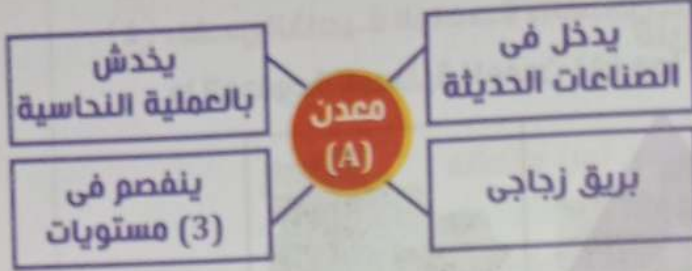 يدخل فى
الصناعات الحديثة
يخدش
بالعملية النحاسية
معدن
(A)
بريق زجاجى
ينفصم فى
(3) مستويات